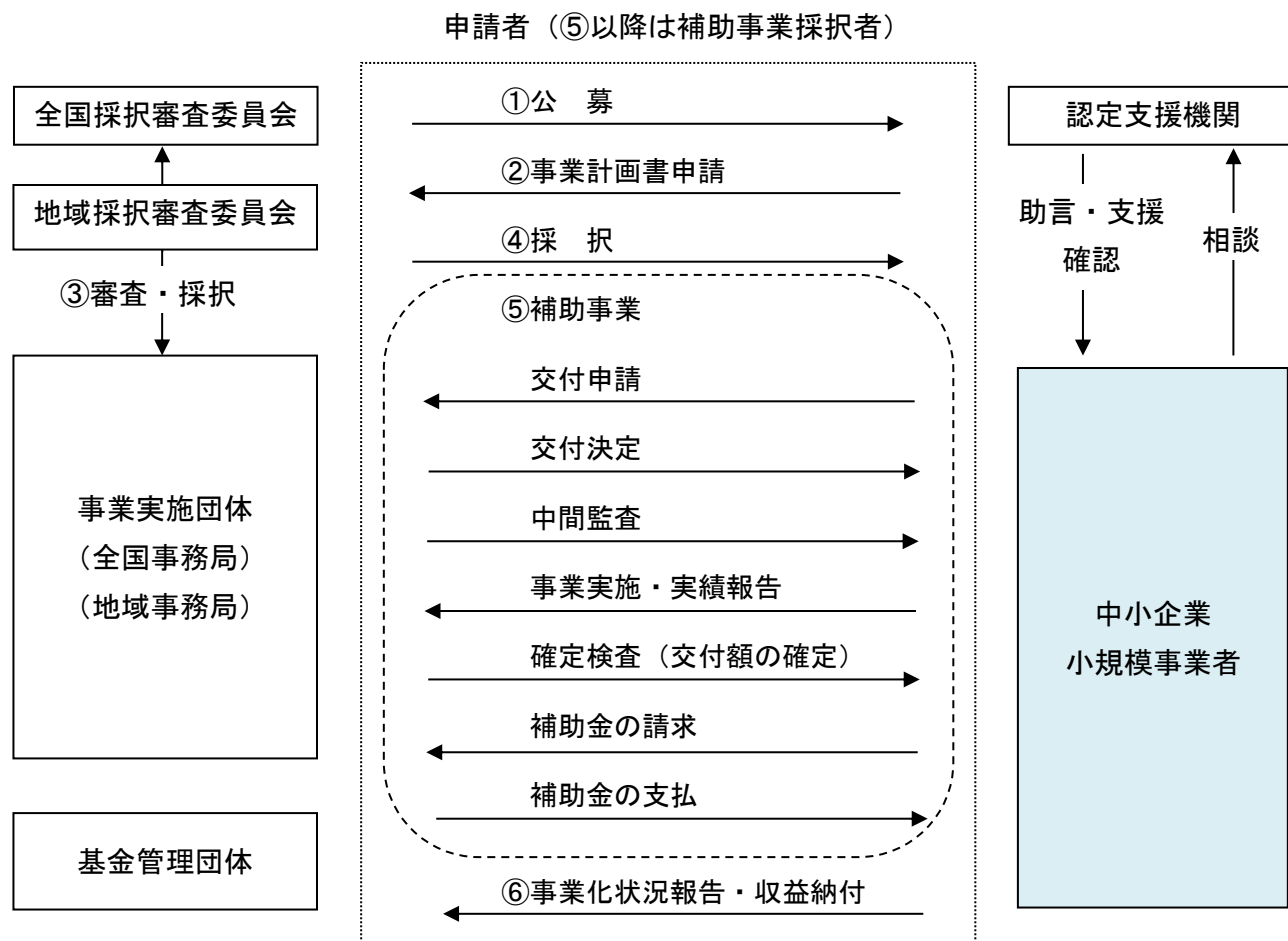 申請者（⑤以降は補助事業採択者）
全国採択審査委員会
地域採択審査委員会
③審査・採択
事業実施団体
（全国事務局）
（地域事務局）
基金管理団体
①公　募
②事業計画書申請
④採　択
⑤補助事業
交付申請
交付決定
中間監査
事業実施・実績報告
確定検査（交付額の確定）
補助金の請求
補助金の支払
⑥事業化状況報告・収益納付
認定支援機関
助言・支援
確認
相談
中小企業
小規模事業者